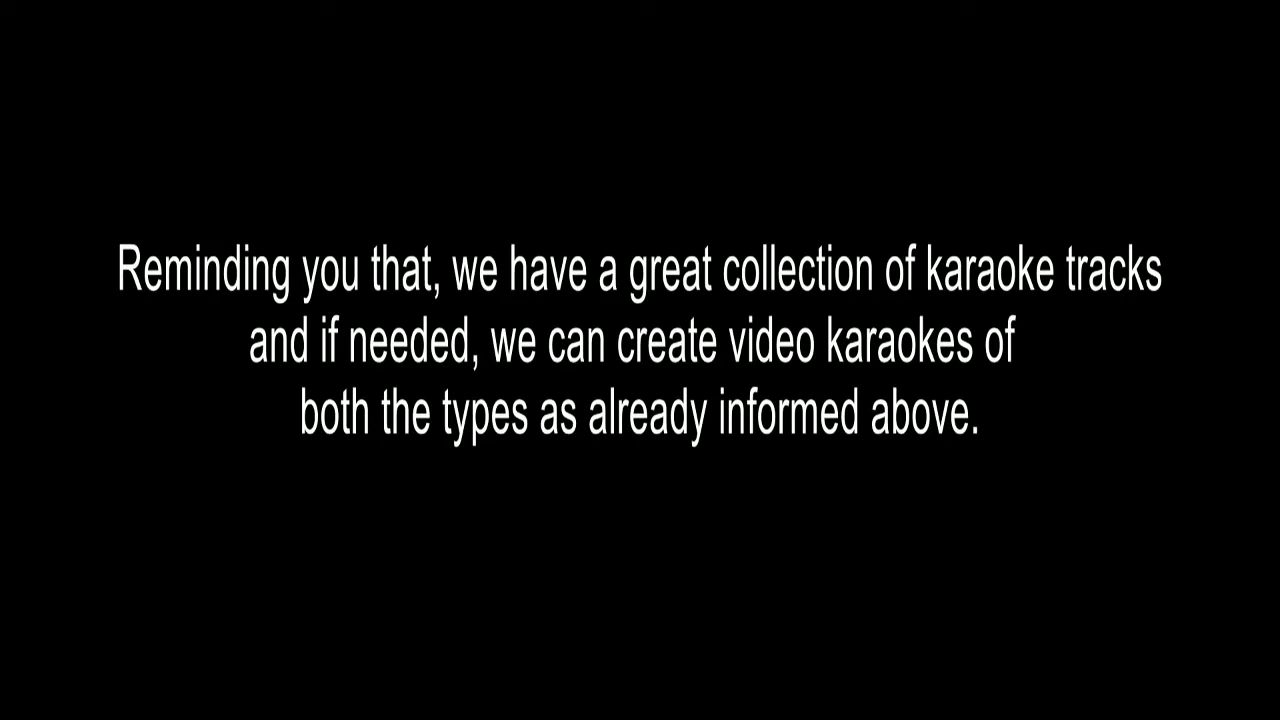 Reminding you that, we have a great collection of karaoke tracks
and if needed, we can create video karaokes of
both the types as already informed above.